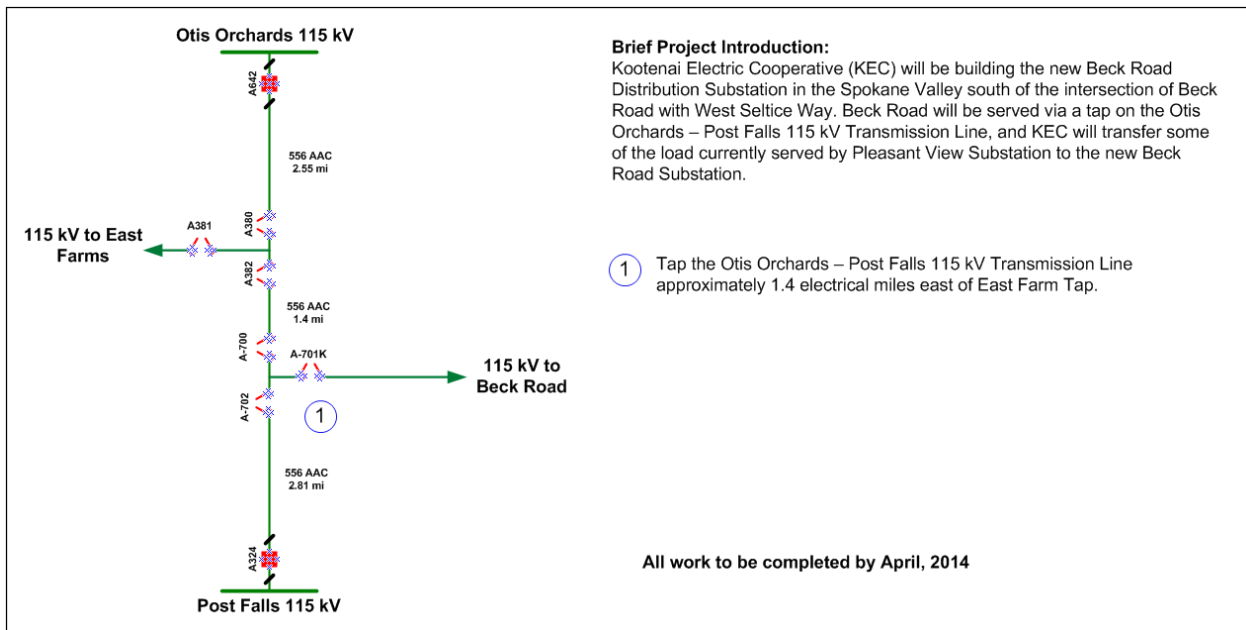 Otis Orchards 115 kV
A642
556 AAC
2.55 mi
A380
A381
115 kV to East
Farms
A382
556 AAC
1.4 mi
A-700
A-701K
115 kV to
Beck Road
A-702
1
556 AAC
2.81 mi
A324
Post Falls 115 kV
Brief Project Introduction:
Kootenai Electric Cooperative (KEC) will be building the new Beck Road
Distribution Substation in the Spokane Valley south of the intersection of Beck
Road with West Seltice Way. Beck Road will be served via a tap on the Otis
Orchards – Post Falls 115 kV Transmission Line, and KEC will transfer some
of the load currently served by Pleasant View Substation to the new Beck
Road Substation.
1
Tap the Otis Orchards – Post Falls 115 kV Transmission Line
approximately 1.4 electrical miles east of East Farm Tap.
All work to be completed by April, 2014